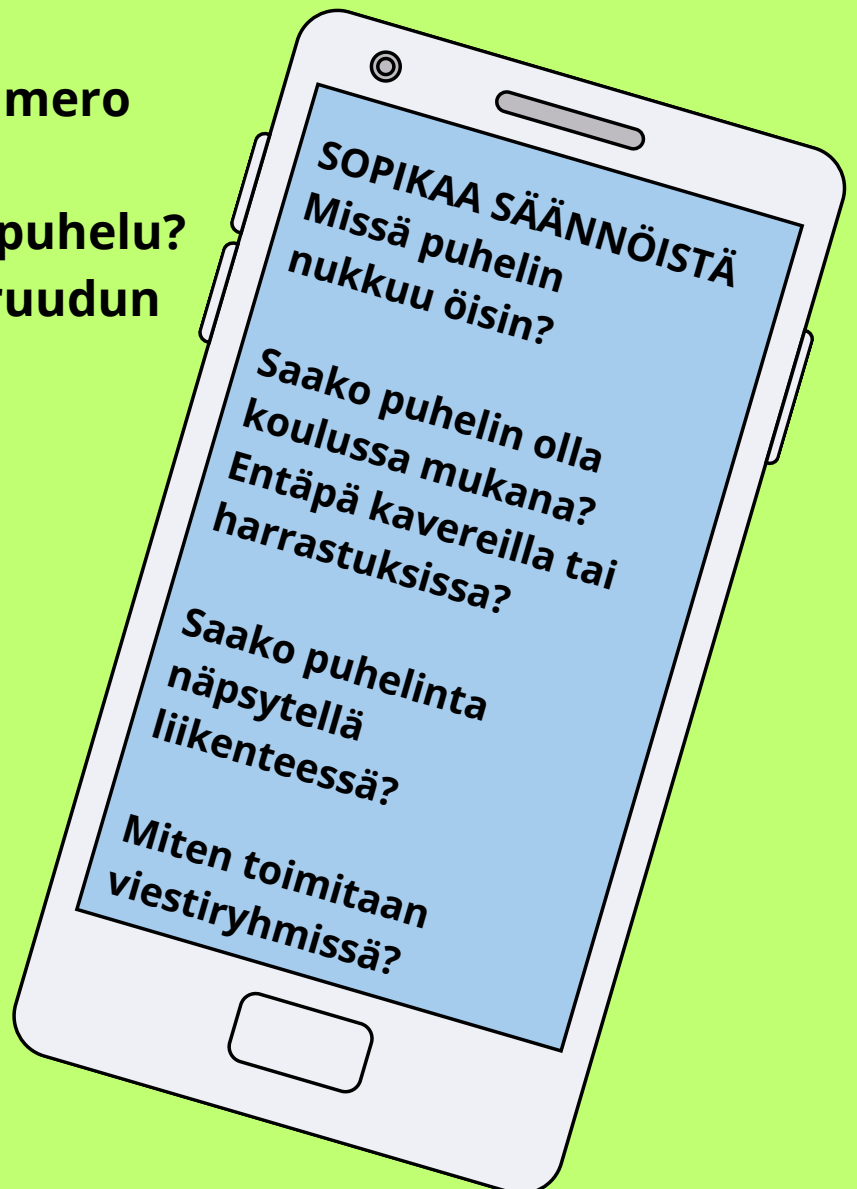 mero
puhelu?
ruudun
SOPIKAA SÄÄNNÖISTÄ
Missä puhelin
nukkuu öisin?
Saako puhelin olla
koulussa mukana?
Entäpä kavereilla tai
harrastuksissa?
Saako puhelinta
näpsytellä
liikenteessä?
Miten toimitaan
viestiryhmissä?